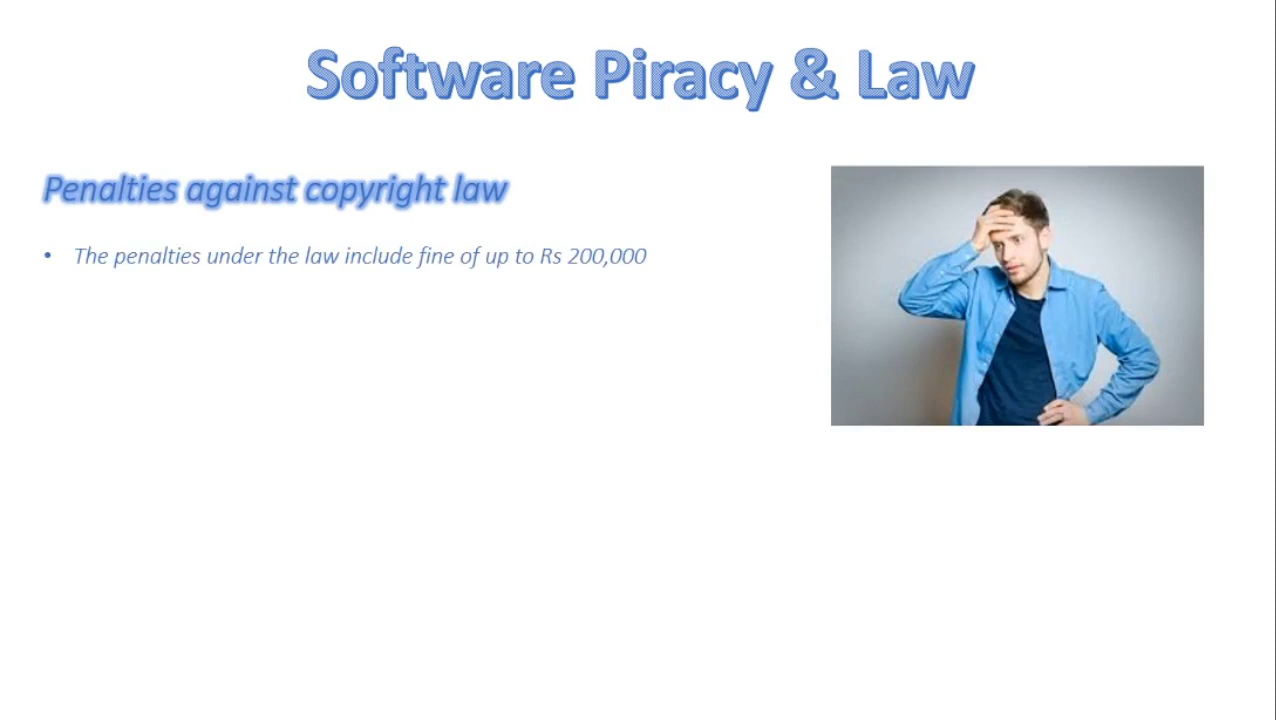 Software Piracy & Law
Penalties against copyright law
• The penalties under the law include fine of up to Rs 200,000